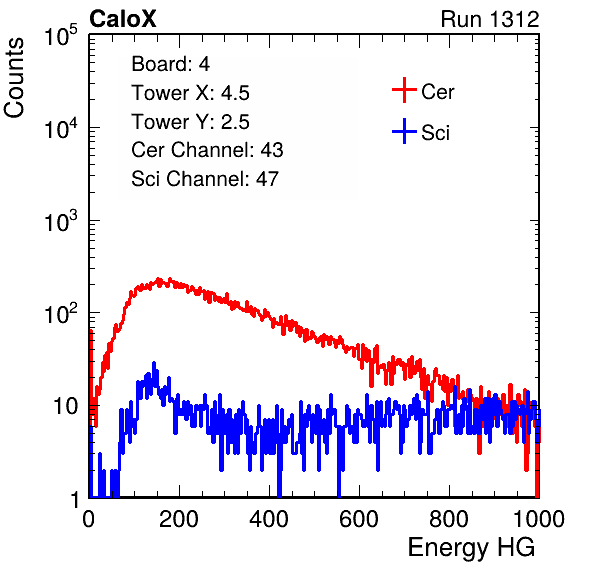 CaloX Run 1312
Counts
10^5
10^4
10^3
10^2
10
1
Board: 4
Tower X: 4.5
Tower Y: 2.5
Cer Channel: 43
Sci Channel: 47
Cer
Sci
0 200 400 600 800 1000
Energy HG